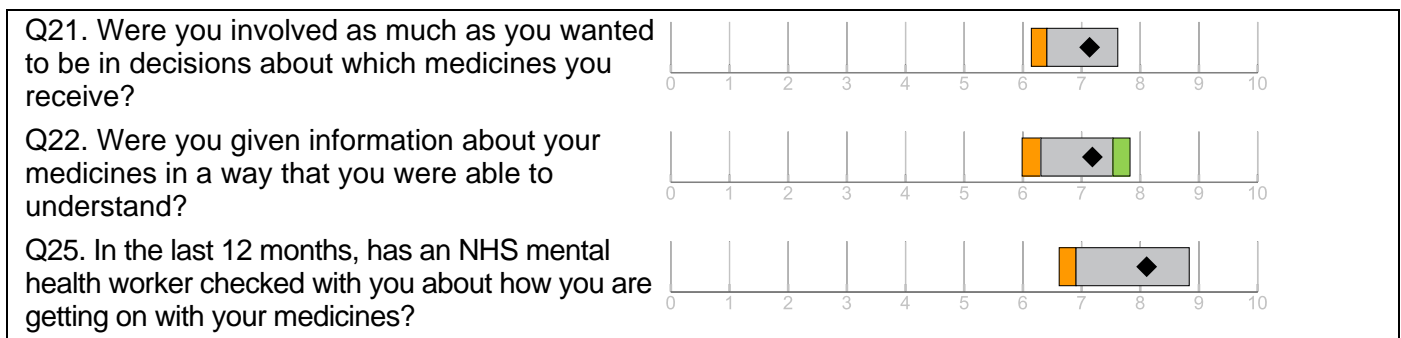 Q21. Were you involved as much as you wanted
to be in decisions about which medicines you
receive?
0 1 2 3 4 5 6 7 8 9 10
Q22. Were you given information about your
medicines in a way that you were able to
understand?
0 1 2 3 4 5 6 7 8 9 10
Q25. In the last 12 months, has an NHS mental
health worker checked with you about how you are
getting on with your medicines?
0 1 2 3 4 5 6 7 8 9 10